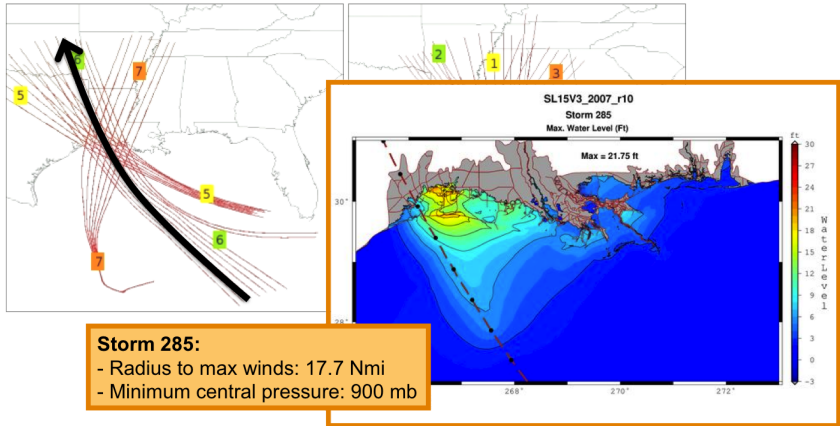 6
7
5
5
6
7
2
1
3
SL15V3_2007_r10
Storm 285
Max. Water Level (Ft)
Max = 21.75 ft
30°
28°
268°
270°
272°
ft
30
27
24
21
18
15
12
9
6
3
0
−3
WaterLevel
Storm 285:
- Radius to max winds: 17.7 Nmi
- Minimum central pressure: 900 mb